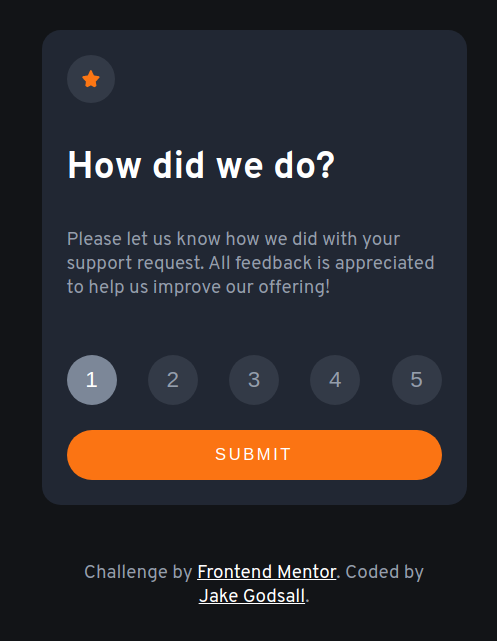 How did we do?
Please let us know how we did with your
support request. All feedback is appreciated
to help us improve our offering!
1 2 3 4 5
SUBMIT
Challenge by Frontend Mentor. Coded by
Jake Godsall.